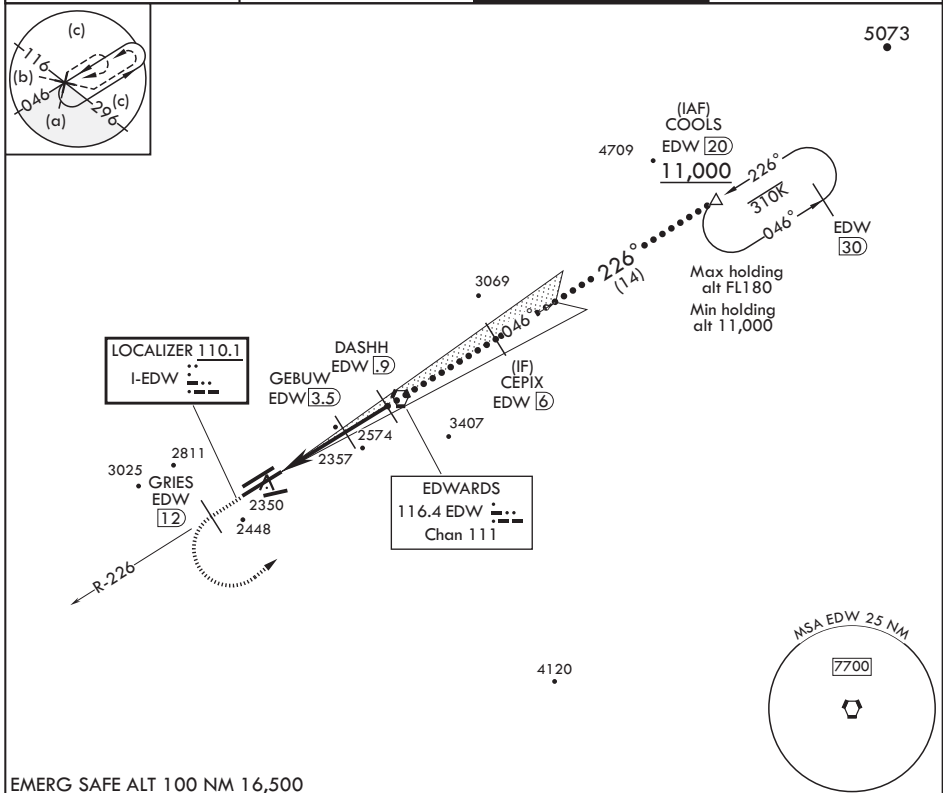 (c)
116
(b)
046
(a)
296
(c)
5073
(IAF)
COOLS
EDW 20
11,000
4709
226°
310K
046°
EDW
30
226°
(14)
Max holding
alt FL180
Min holding
alt 11,000
3069
046°
LOCALIZER 110.1
I-EDW
DASHH
EDW .9
GEBUW
EDW 3.5
(IF)
CEPIX
EDW 6
3407
2574
2357
2811
3025
GRIES
EDW
12
2350
2448
EDWARDS
116.4 EDW
Chan 111
R-226
MSA EDW 25 NM
7700
4120
EMERG SAFE ALT 100 NM 16,500